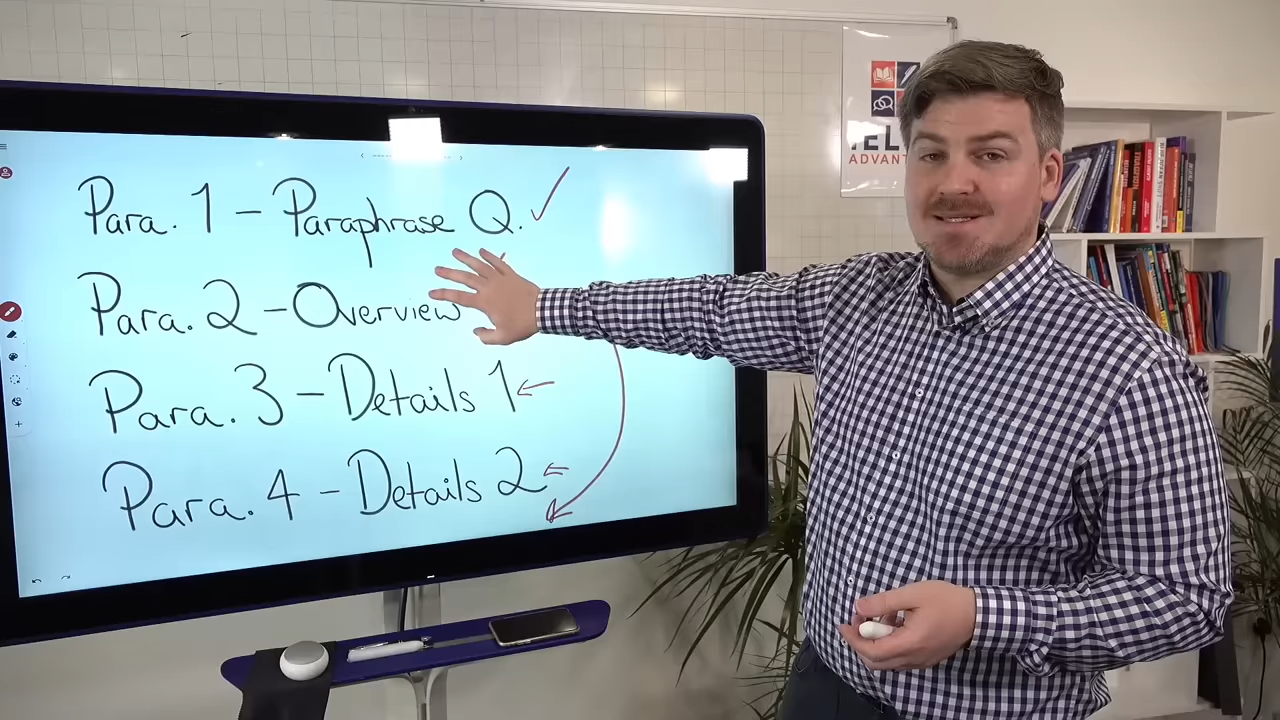 Para. 1 - Paraphrase Q. ✓
Para. 2 - Overview
Para. 3 - Details 1
Para. 4 - Details 2
ADVANT